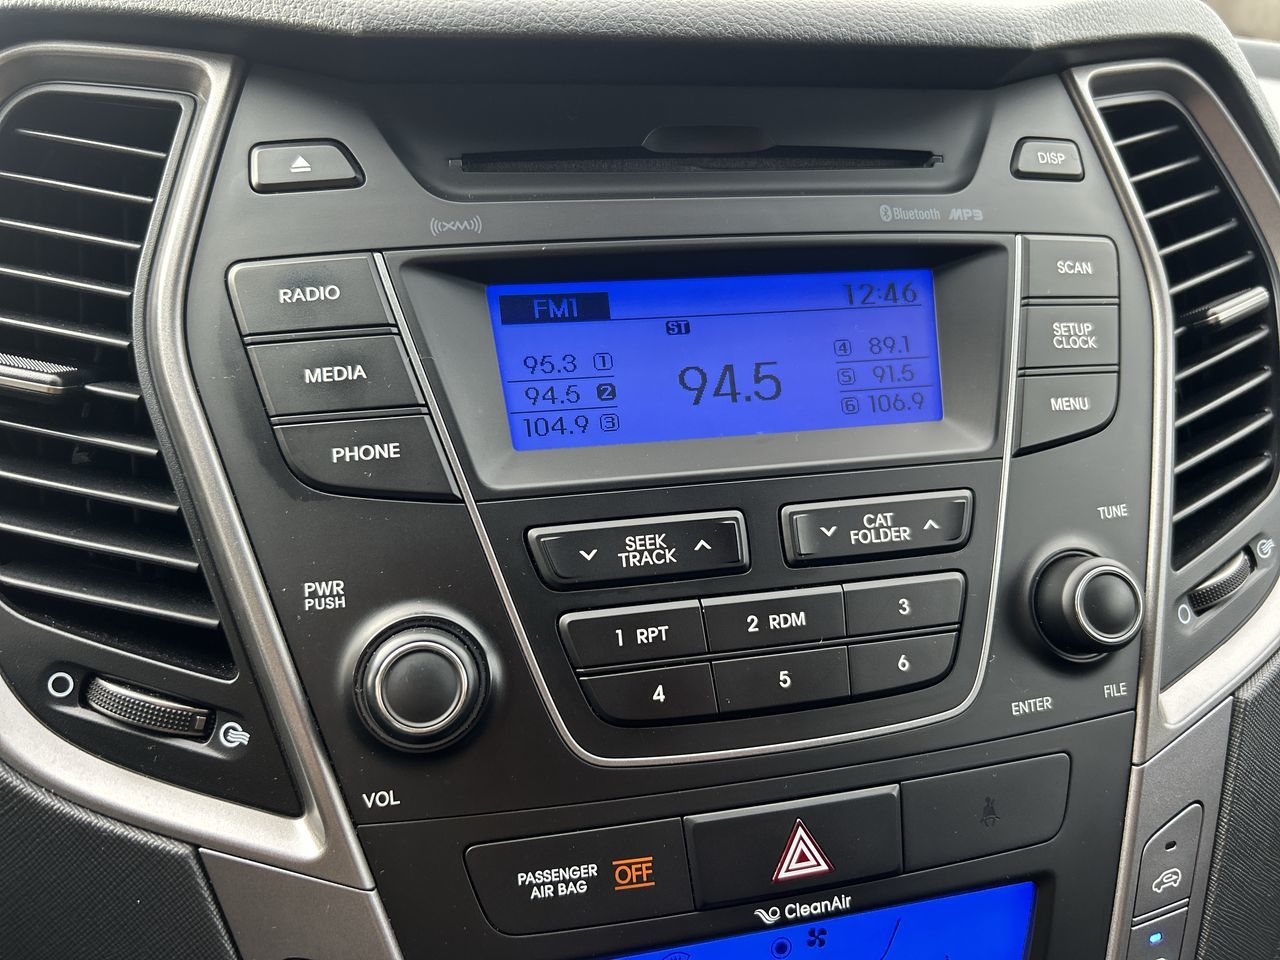 DISP
((XM))
Bluetooth MP3
RADIO
MEDIA
PHONE
FM1 12:46
ST
95.3 1
94.5 2
104.9 3
94.5
4 89.1
5 91.5
6 106.9
SCAN
SETUP
CLOCK
MENU
SEEK
TRACK
CAT
FOLDER
TUNE
PWR
PUSH
1 RPT
2 RDM
3
4
5
6
ENTER
FILE
VOL
PASSENGER
AIR BAG
OFF
CleanAir